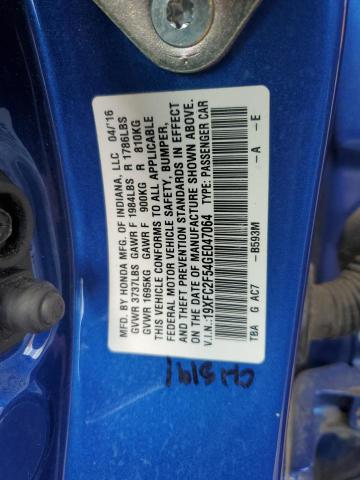 MFD. BY HONDA MFG. OF INDIANA, LLC 04/'16
GVWR 3737LBS GAWR F 1984LBS R 1786LBS
GVWR 1695KG GAWR F 900KG R 810KG
THIS VEHICLE CONFORMS TO ALL APPLICABLE
FEDERAL MOTOR VEHICLE SAFETY, BUMPER,
AND THEFT PREVENTION STANDARDS IN EFFECT
ON THE DATE OF MANUFACTURE SHOWN ABOVE.
V.I.N.:19XFC2F54GE047064 TYPE: PASSENGER CAR
TBA G AC7 -B593M -A -E